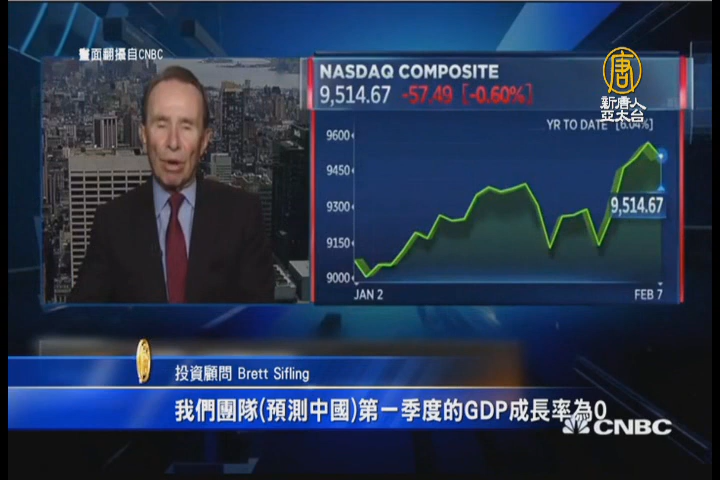 畫面翻攝自CNBC
唐
新唐人
亞太台
NASDAQ COMPOSITE
9,514.67 -57.49 [-0.60%]
YR TO DATE [6.04%]
9600
9450
9300
9150
9000
9,514.67
JAN 2
FEB 7
投資顧問 Brett Sifling
我們團隊(預測中國)第一季度的GDP成長率為0
CNBC